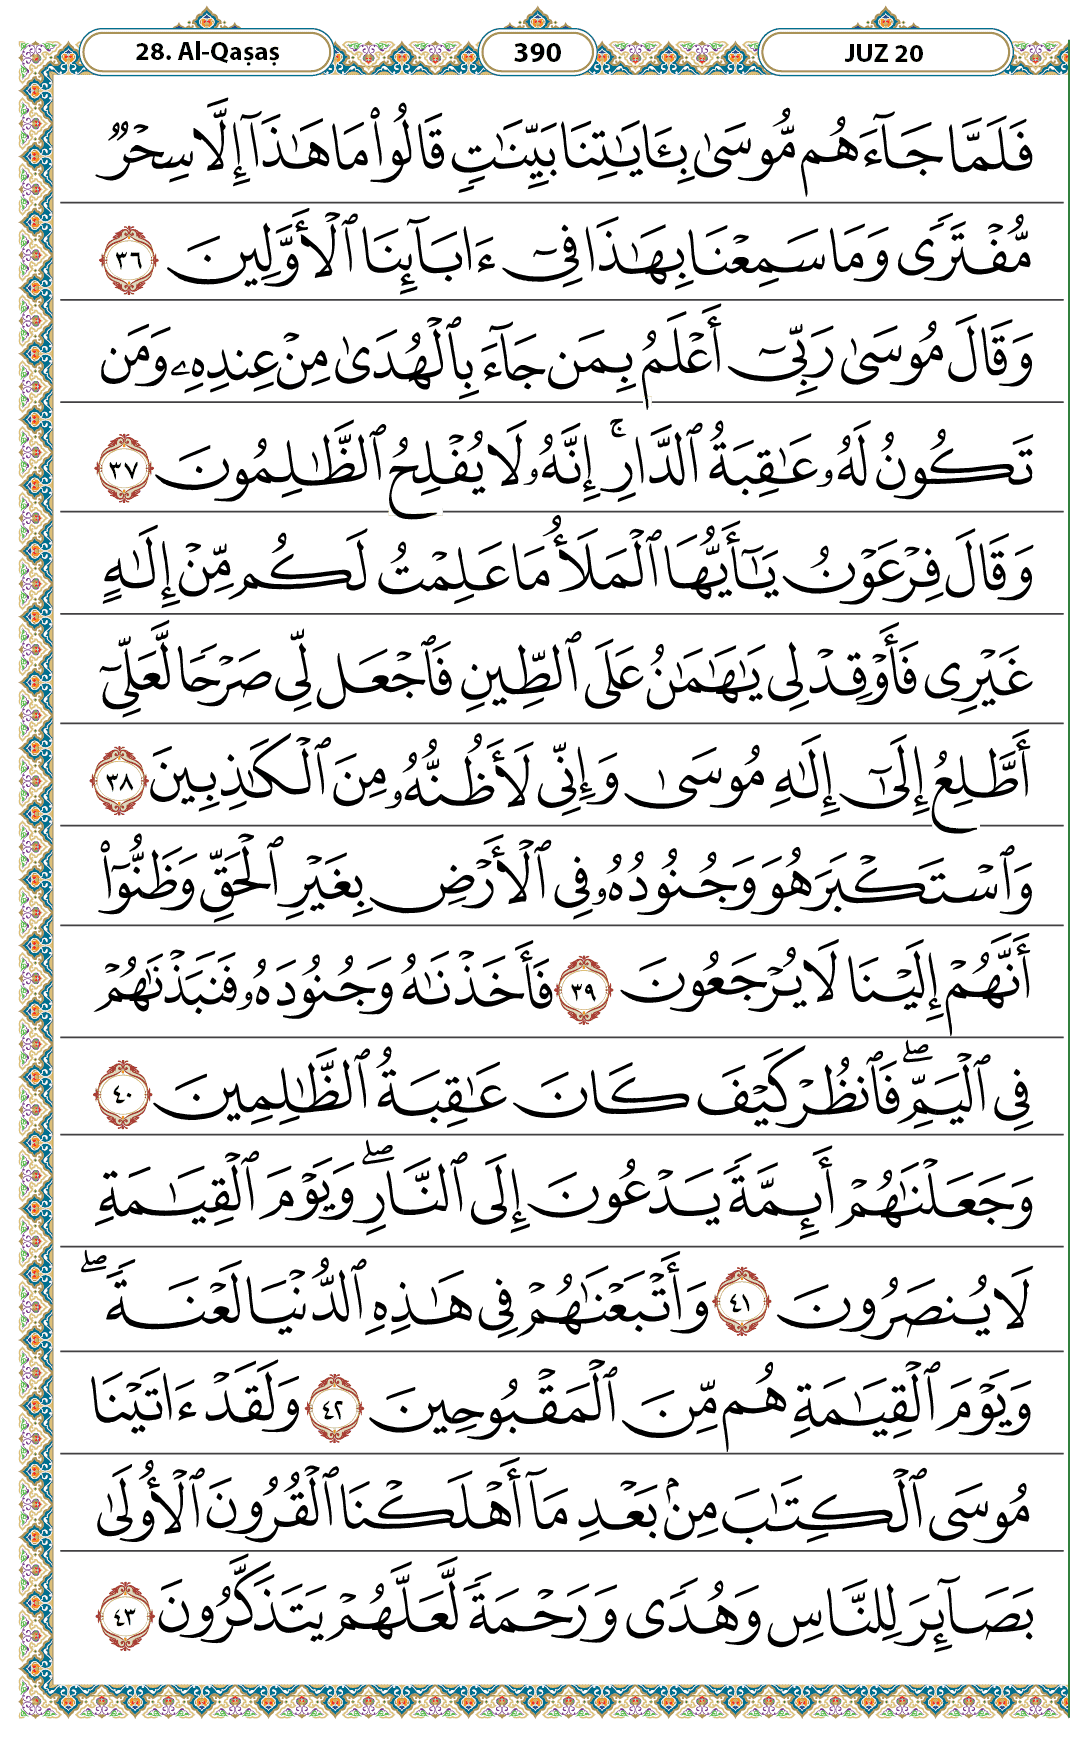 28. Al-Qaṣaṣ 390 JUZ 20
فَلَمَّا جَآءَهُم مُّوسَىٰ بِـَٔايَـٰتِنَا بَيِّنَـٰتٍ قَالُوا۟ مَا هَـٰذَآ إِلَّا سِحْرٌ
مُّفْتَرًى وَمَا سَمِعْنَا بِهَـٰذَا فِىٓ ءَابَآئِنَا ٱلْأَوَّلِينَ ٣٦
وَقَالَ مُوسَىٰ رَبِّىٓ أَعْلَمُ بِمَن جَآءَ بِٱلْهُدَىٰ مِنْ عِندِهِۦ وَمَن
تَكُونُ لَهُۥ عَـٰقِبَةُ ٱلدَّارِ ۚ إِنَّهُۥ لَا يُفْلِحُ ٱلظَّـٰلِمُونَ ٣٧
وَقَالَ فِرْعَوْنُ يَـٰٓأَيُّهَا ٱلْمَلَأُ مَا عَلِمْتُ لَكُم مِّنْ إِلَـٰهٍ
غَيْرِى فَأَوْقِدْ لِى يَـٰهَـٰمَـٰنُ عَلَى ٱلطِّينِ فَٱجْعَل لِّى صَرْحًا لَّعَلِّىٓ
أَطَّلِعُ إِلَىٰٓ إِلَـٰهِ مُوسَىٰ وَإِنِّى لَأَظُنُّهُۥ مِنَ ٱلْكَـٰذِبِينَ ٣٨
وَٱسْتَكْبَرَ هُوَ وَجُنُودُهُۥ فِى ٱلْأَرْضِ بِغَيْرِ ٱلْحَقِّ وَظَنُّوٓا۟
أَنَّهُمْ إِلَيْنَا لَا يُرْجَعُونَ ٣٩ فَأَخَذْنَـٰهُ وَجُنُودَهُۥ فَنَبَذْنَـٰهُمْ
فِى ٱلْيَمِّ ۖ فَٱنظُرْ كَيْفَ كَانَ عَـٰقِبَةُ ٱلظَّـٰلِمِينَ ٤٠
وَجَعَلْنَـٰهُمْ أَئِمَّةً يَدْعُونَ إِلَى ٱلنَّارِ ۖ وَيَوْمَ ٱلْقِيَـٰمَةِ
لَا يُنصَرُونَ ٤١ وَأَتْبَعْنَـٰهُمْ فِى هَـٰذِهِ ٱلدُّنْيَا لَعْنَةً ۖ
وَيَوْمَ ٱلْقِيَـٰمَةِ هُم مِّنَ ٱلْمَقْبُوحِينَ ٤٢ وَلَقَدْ ءَاتَيْنَا
مُوسَى ٱلْكِتَـٰبَ مِنۢ بَعْدِ مَآ أَهْلَكْنَا ٱلْقُرُونَ ٱلْأُولَىٰ
بَصَآئِرَ لِلنَّاسِ وَهُدًى وَرَحْمَةً لَّعَلَّهُمْ يَتَذَكَّرُونَ ٤٣